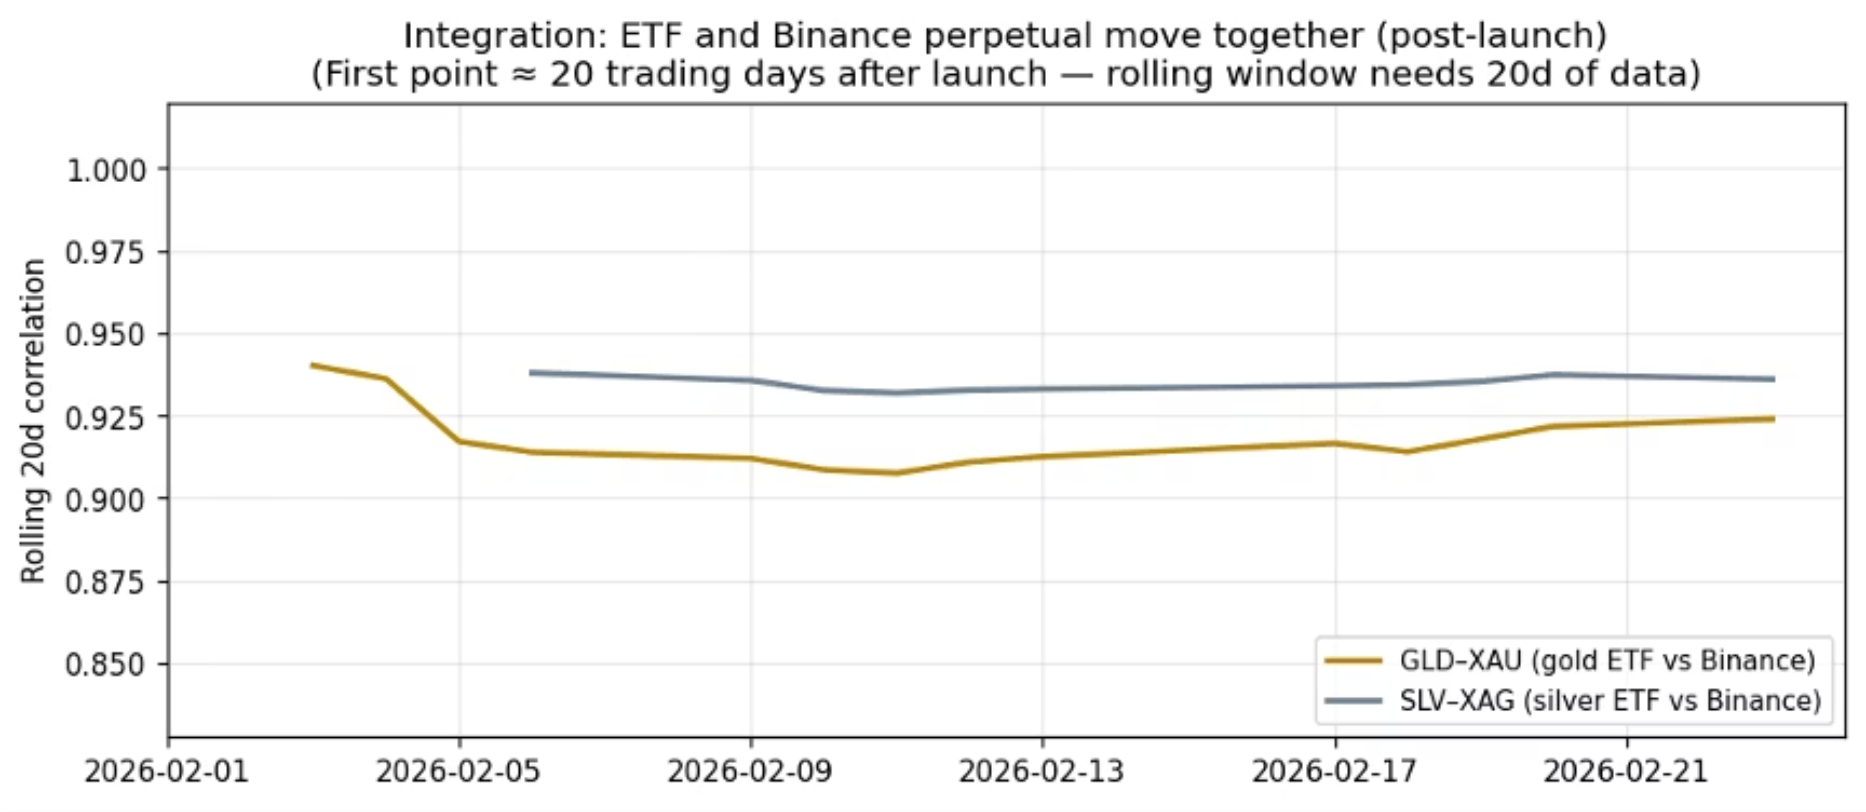 Integration: ETF and Binance perpetual move together (post-launch)
(First point ≈ 20 trading days after launch — rolling window needs 20d of data)
Rolling 20d correlation
1.000
0.975
0.950
0.925
0.900
0.875
0.850
GLD–XAU (gold ETF vs Binance)
SLV–XAG (silver ETF vs Binance)
2026-02-01 2026-02-05 2026-02-09 2026-02-13 2026-02-17 2026-02-21